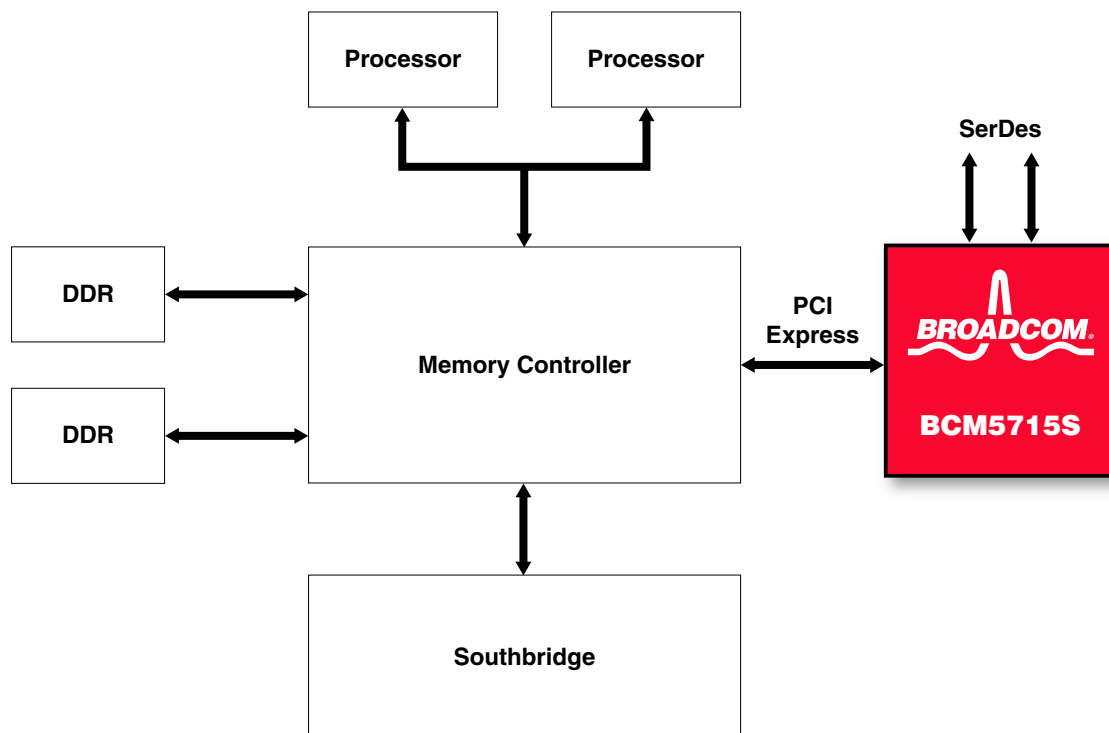 Processor
Processor
SerDes
DDR
PCI
Express
BROADCOM®
Memory Controller
DDR
BCM5715S
Southbridge